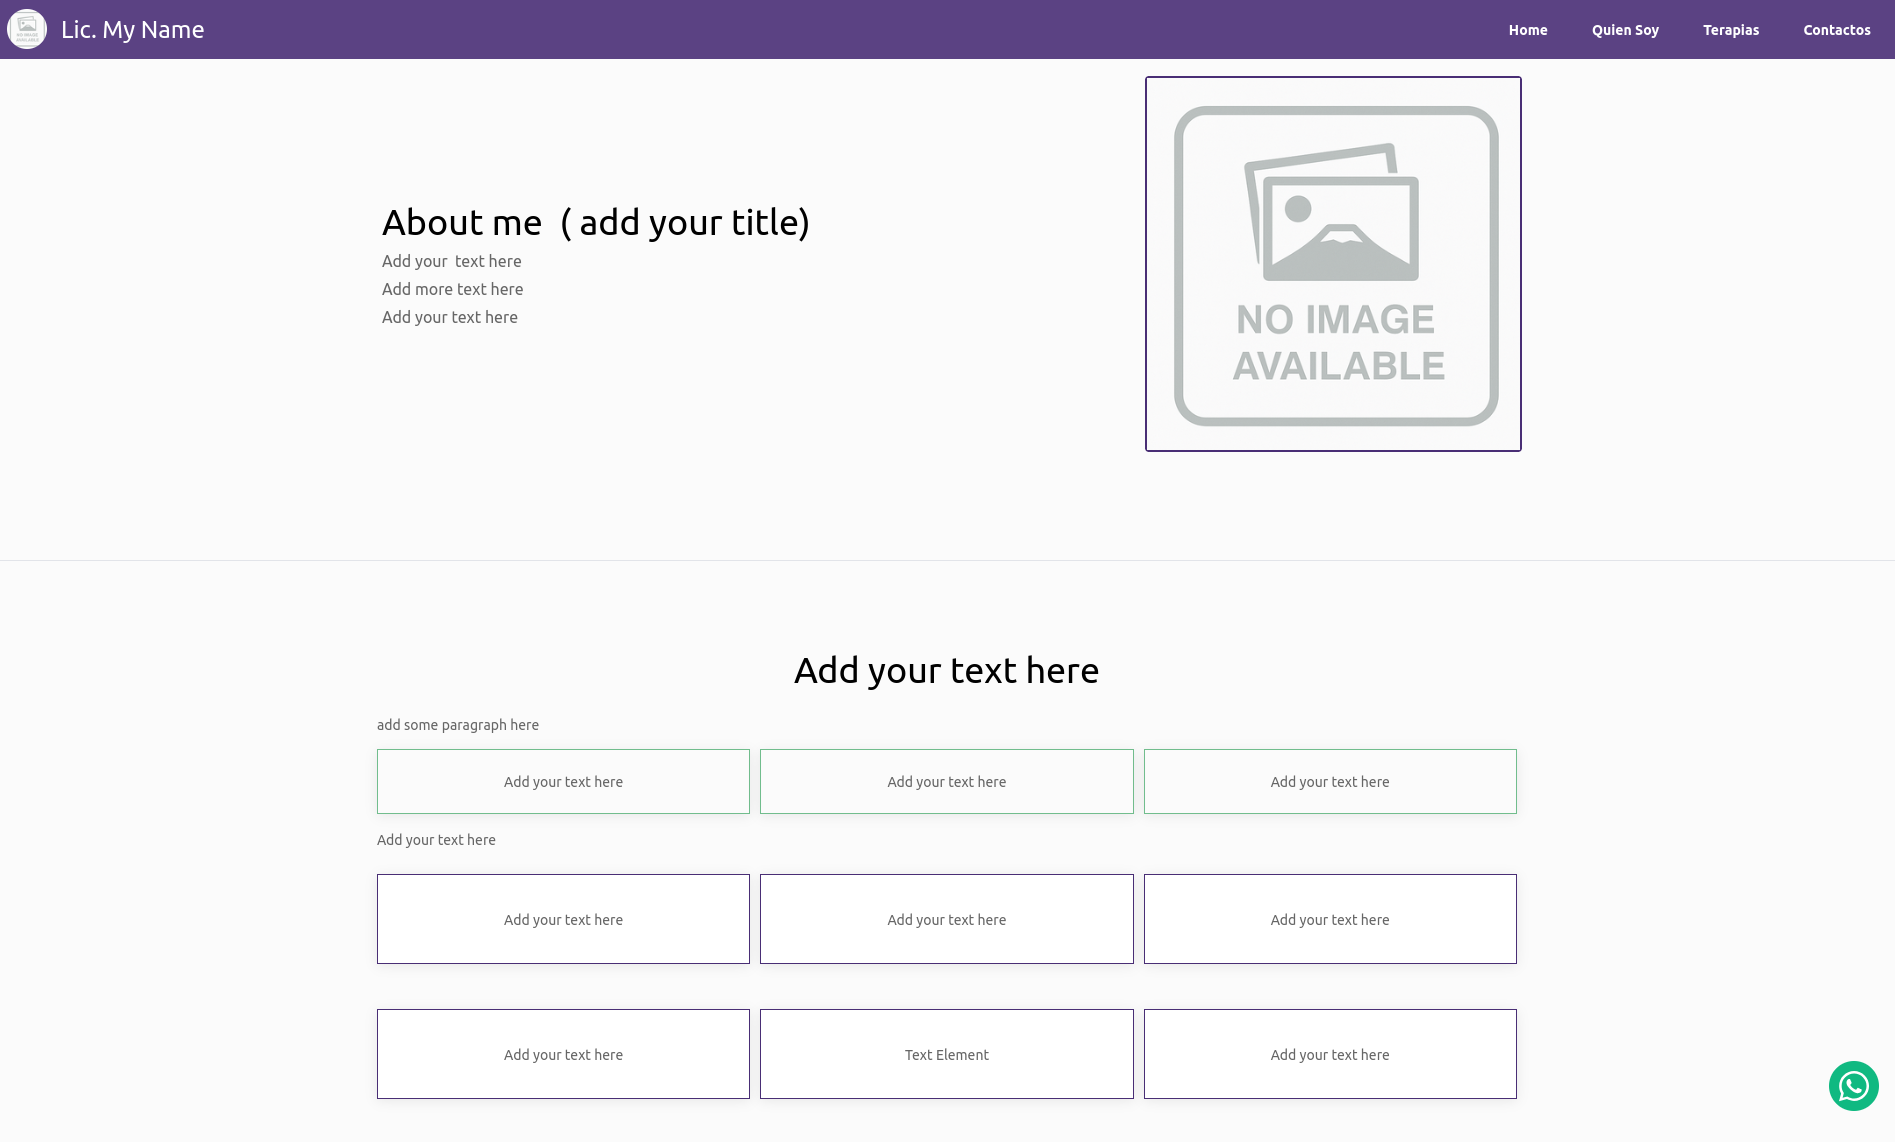 Lic. My Name
Home Quien Soy Terapias Contactos
About me ( add your title)
Add your text here
Add more text here
Add your text here
NO IMAGE
AVAILABLE
Add your text here
add some paragraph here
Add your text here Add your text here Add your text here
Add your text here
Add your text here Add your text here Add your text here
Add your text here Text Element Add your text here